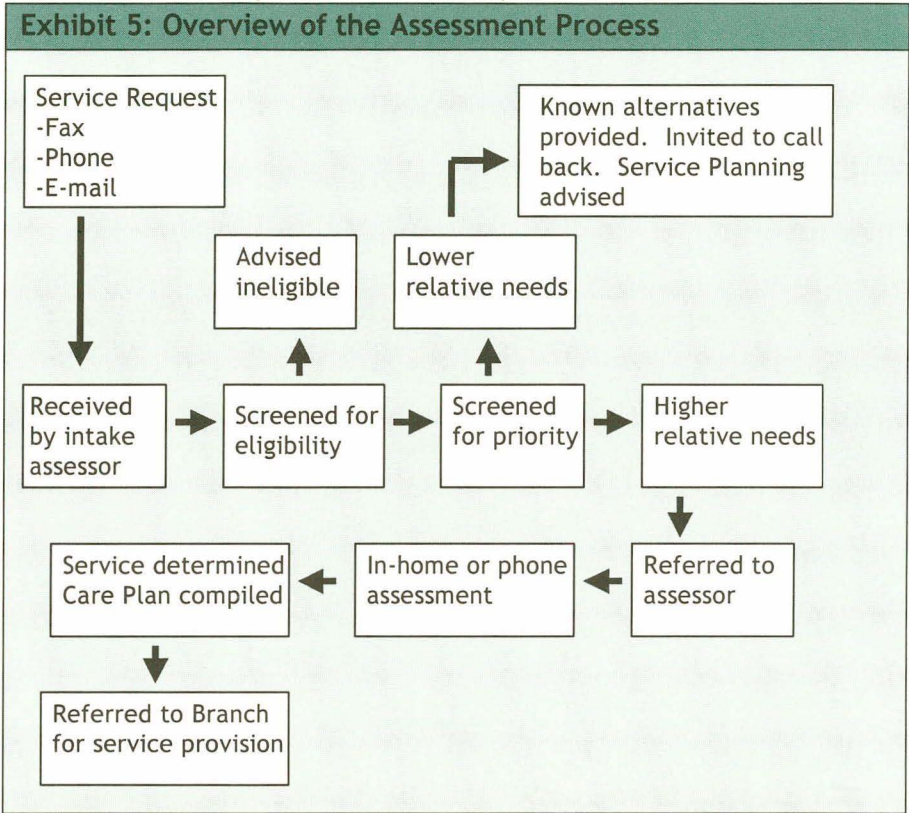 Exhibit 5: Overview of the Assessment Process
Service Request
-Fax
-Phone
-E-mail
Known alternatives
provided. Invited to call
back. Service Planning
advised
Advised
ineligible
Lower
relative needs
Received
by intake
assessor
Screened for
eligibility
Screened
for priority
Higher
relative needs
Service determined
Care Plan compiled
In-home or phone
assessment
Referred to
assessor
Referred to Branch
for service provision